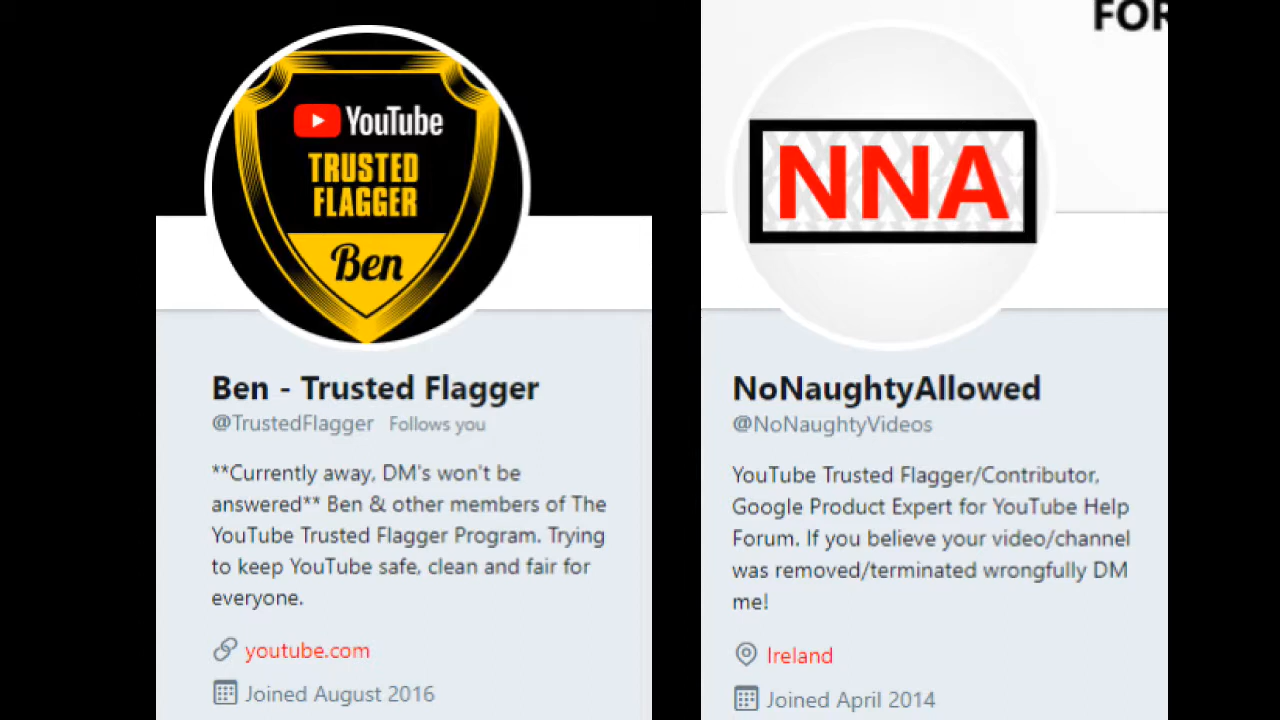 YouTube
TRUSTED
FLAGGER
Ben
Ben - Trusted Flagger
@TrustedFlagger Follows you
**Currently away, DM's won't be
answered** Ben & other members of The
YouTube Trusted Flagger Program. Trying
to keep YouTube safe, clean and fair for
everyone.
youtube.com
Joined August 2016
FOR
NNA
NoNaughtyAllowed
@NoNaughtyVideos
YouTube Trusted Flagger/Contributor,
Google Product Expert for YouTube Help
Forum. If you believe your video/channel
was removed/terminated wrongfully DM
me!
Ireland
Joined April 2014